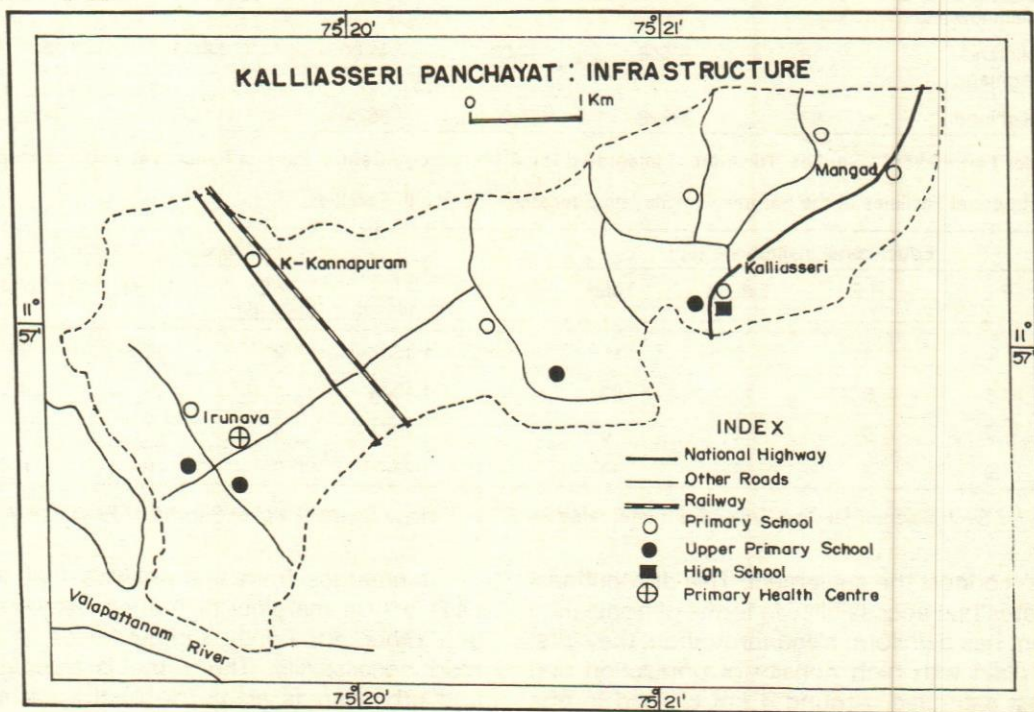 75° 20'
75° 21'
KALLIASSERI PANCHAYAT : INFRASTRUCTURE
0 1 Km
Mangad
K-Kannapuram
Kalliasseri
11°
57'
11°
57'
Irunava
INDEX
National Highway
Other Roads
Railway
Primary School
Upper Primary School
High School
Primary Health Centre
Valapattanam River
75° 20'
75° 21'